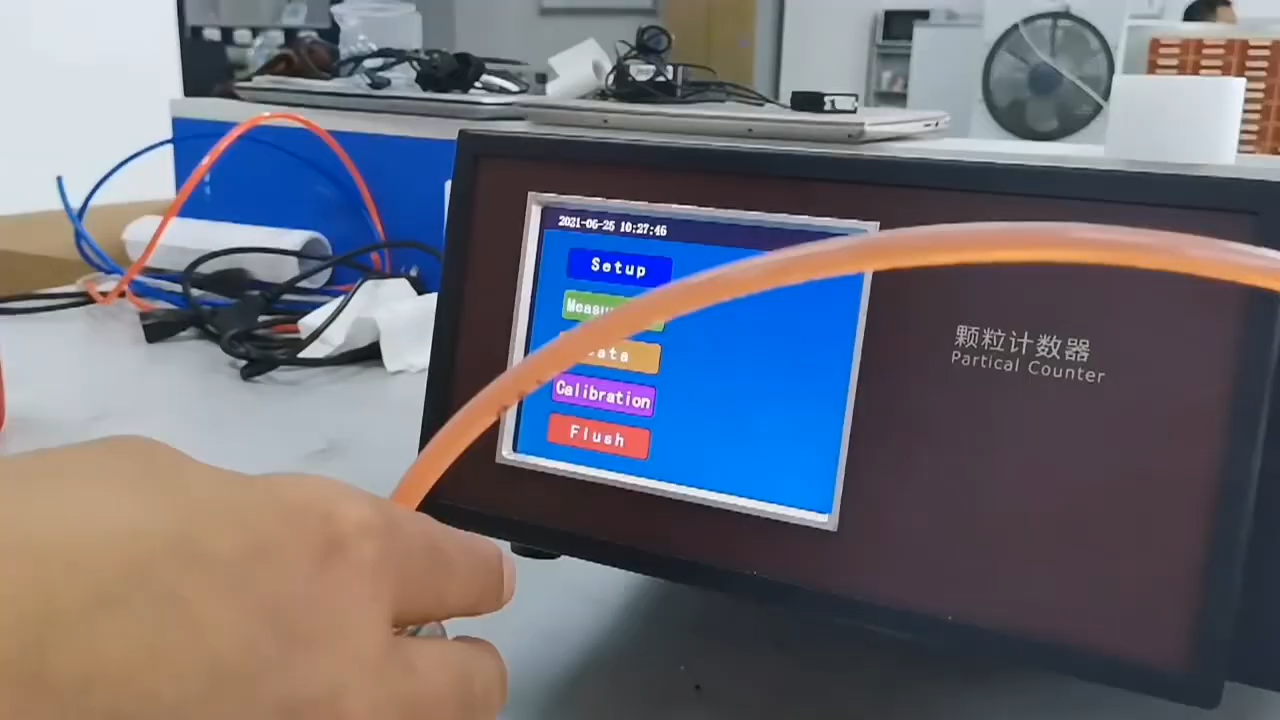 2021-06-25 10:27:46
Setup
Calibration
Flush
颗粒计数器
Partical Counter